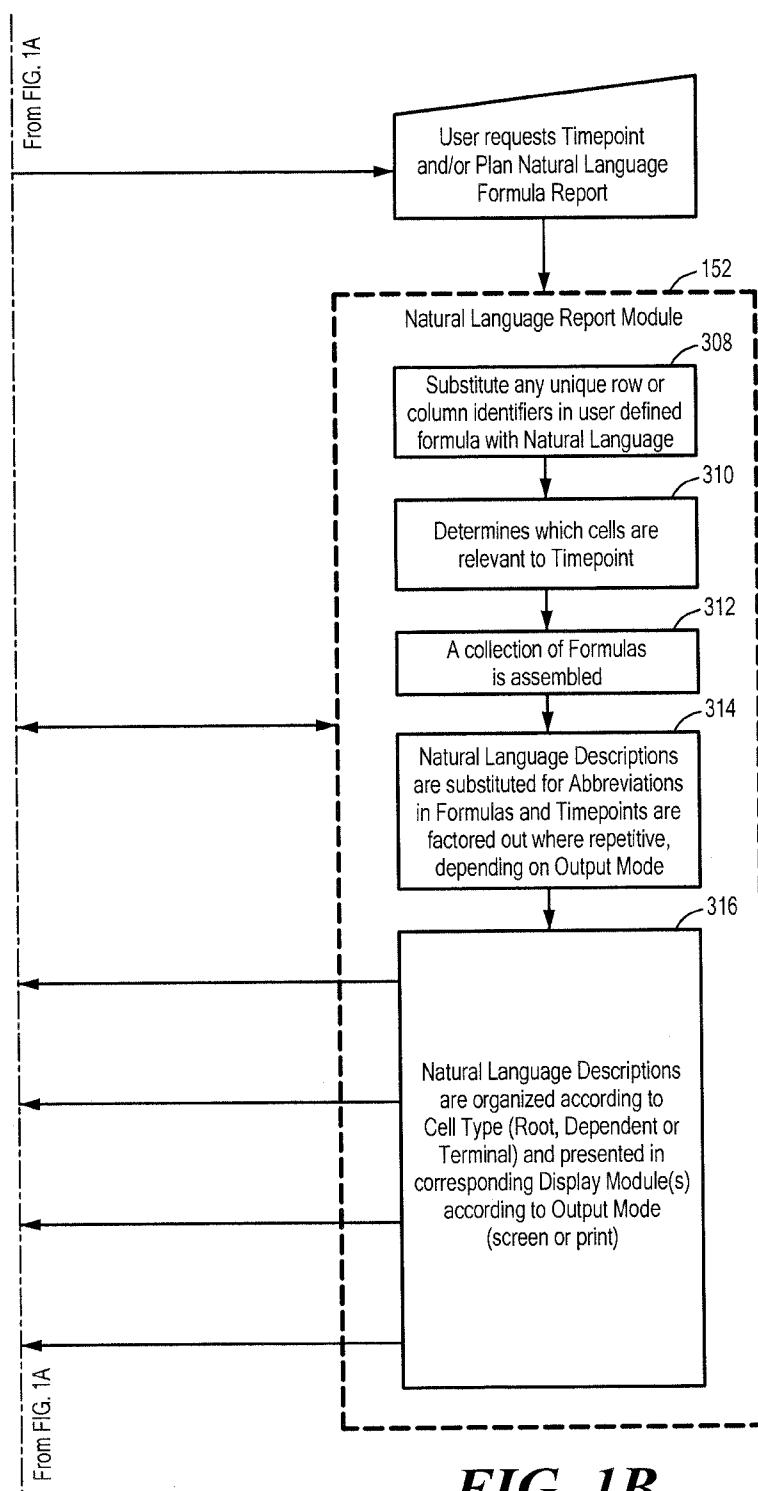 From FIG. 1A
User requests Timepoint
and/or Plan Natural Language
Formula Report
152
Natural Language Report Module
308
Substitute any unique row or
column identifiers in user defined
formula with Natural Language
310
Determines which cells are
relevant to Timepoint
312
A collection of Formulas
is assembled
314
Natural Language Descriptions
are substituted for Abbreviations
in Formulas and Timepoints are
factored out where repetitive,
depending on Output Mode
316
Natural Language Descriptions
are organized according to
Cell Type (Root, Dependent or
Terminal) and presented in
corresponding Display Module(s)
according to Output Mode
(screen or print)
From FIG. 1A
FIG. 1B